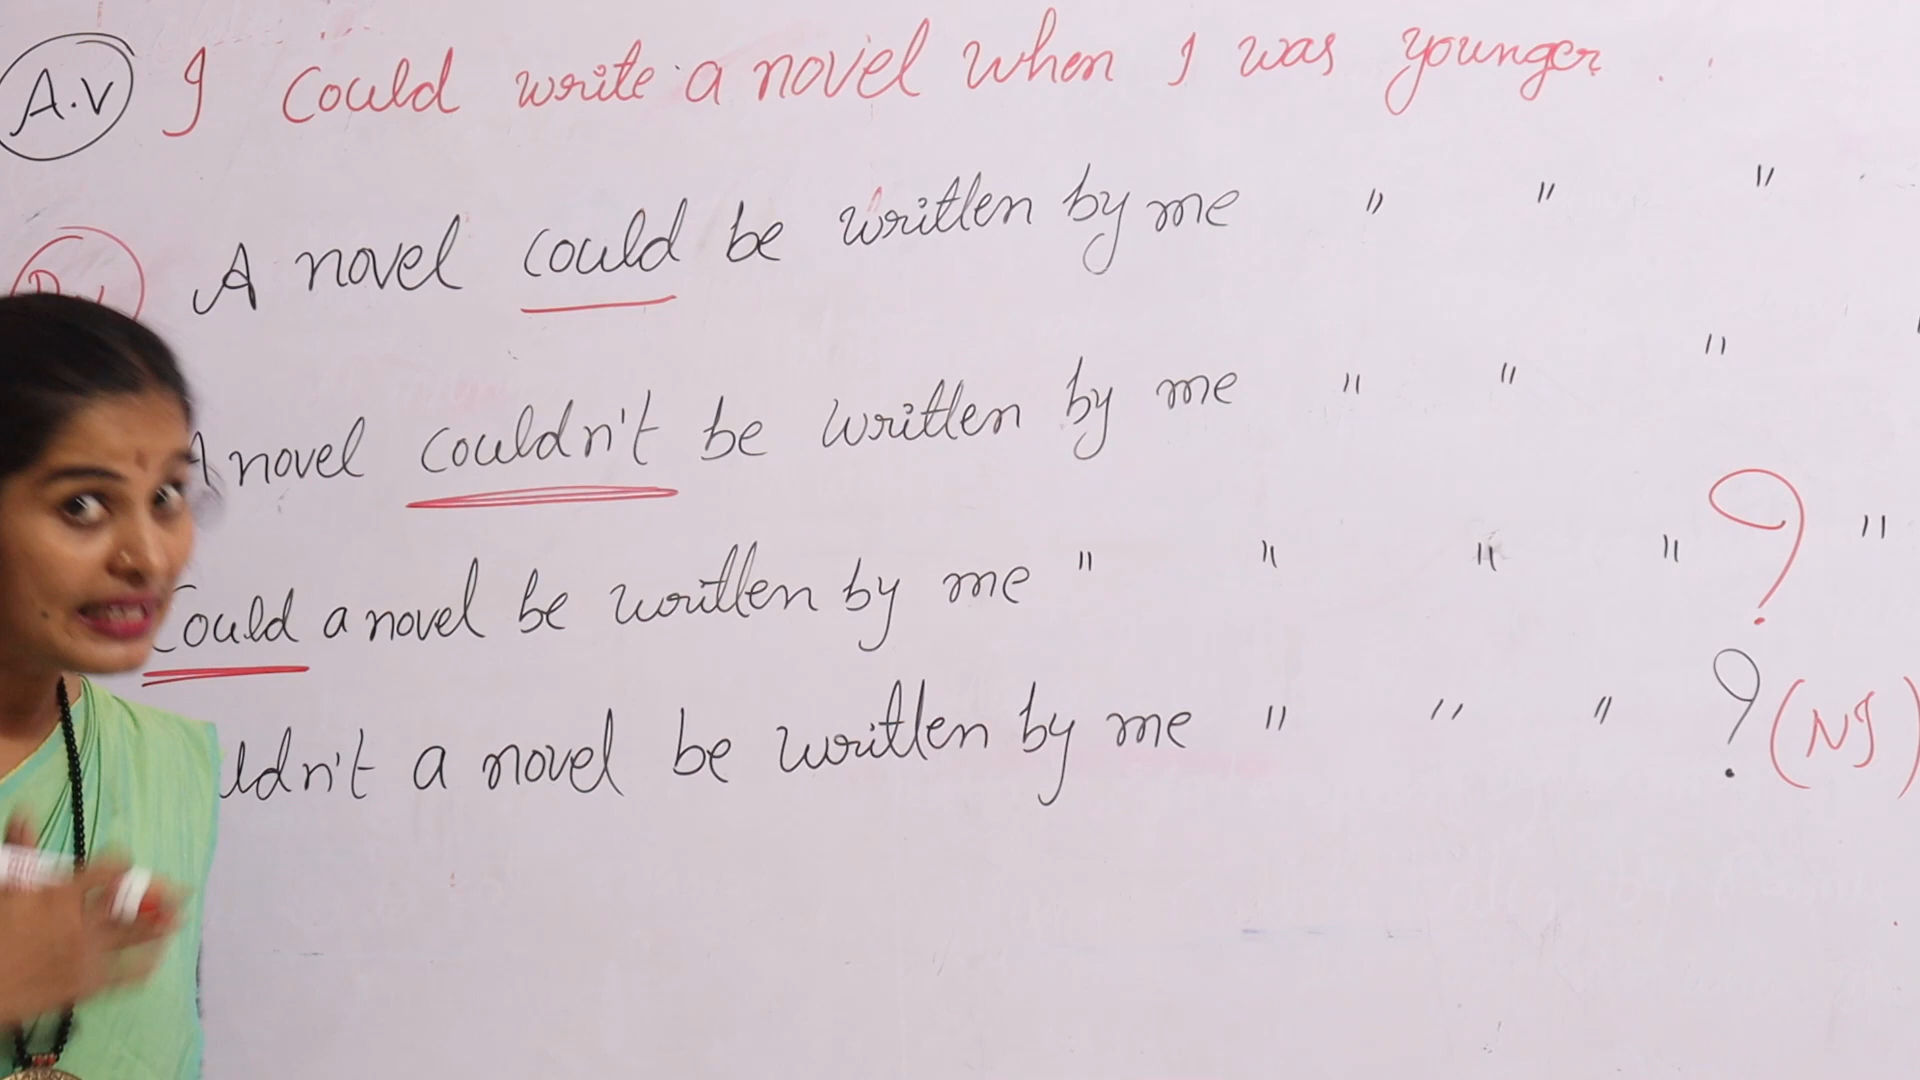 A.V I could write a novel when I was younger.
A novel could be written by me " " "
A novel couldn't be written by me " " "
Could a novel be written by me " " " " ? "
ldn't a novel be written by me " " " ? (NI)